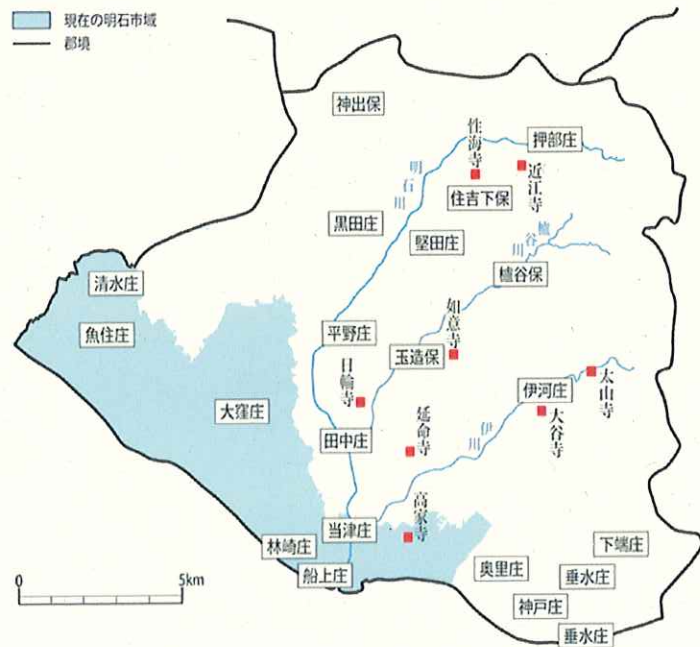 現在の明石市域
郡境
神出保
性海寺
押部庄
近江寺
明石川
住吉下保
黒田庄
堅田庄
櫨谷川
櫨谷保
清水庄
魚住庄
平野庄
如意寺
玉造保
日輪寺
太山寺
伊河庄
大谷寺
大窪庄
田中庄
延命寺
伊川
高家寺
当津庄
林崎庄
船上庄
下端庄
奥里庄
垂水庄
神戸庄
垂水庄
0 5km